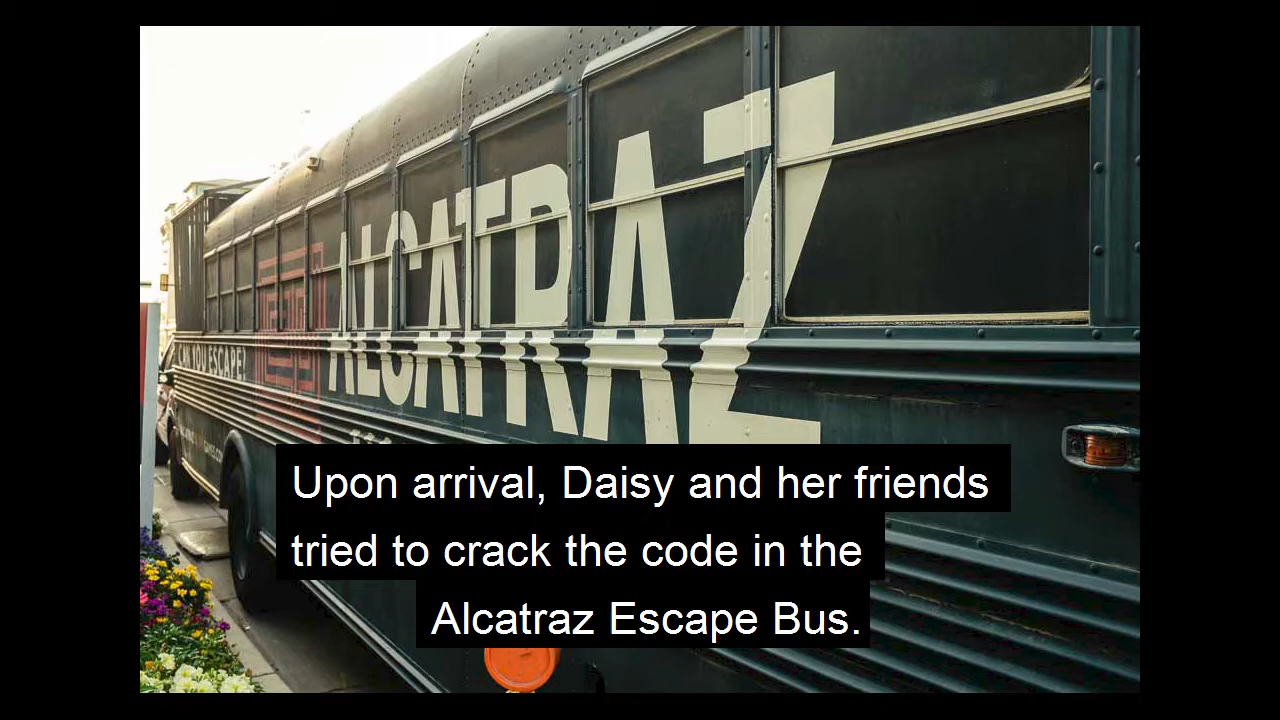 ALCATRAZ
CAN YOU ESCAPE?
Upon arrival, Daisy and her friends
tried to crack the code in the
Alcatraz Escape Bus.